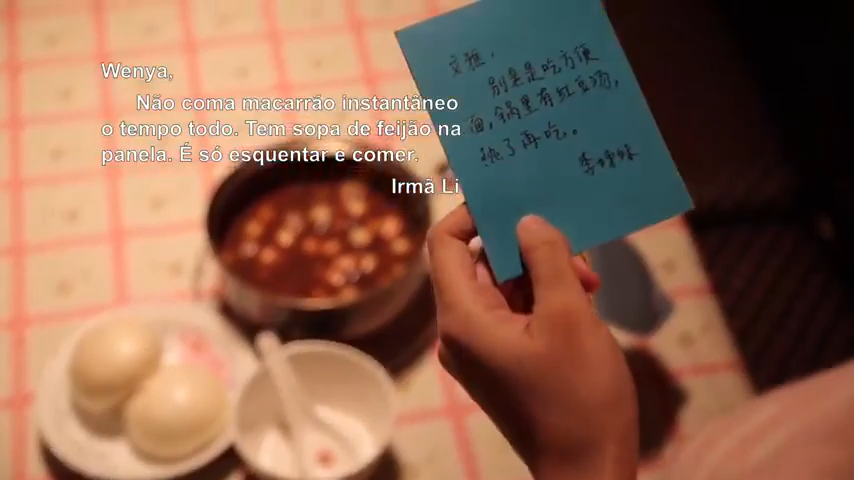 Wenya,
Não coma macarrão instantâneo
o tempo todo. Tem sopa de feijão na
panela. É só esquentar e comer.
Irmã Li
文雅,
别老是吃方便
面,锅里有红豆汤,
热了再吃。
李